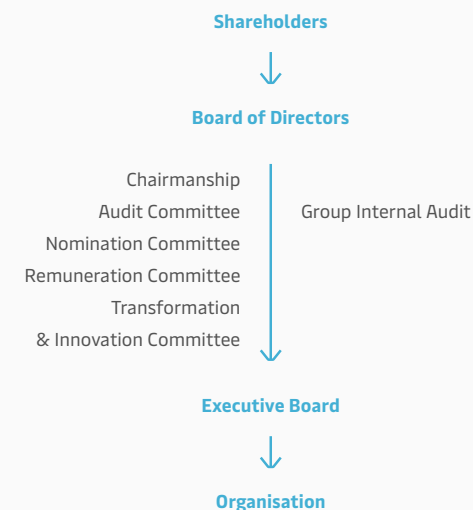 Shareholders
Board of Directors
Chairmanship
Audit Committee
Group Internal Audit
Nomination Committee
Remuneration Committee
Transformation
& Innovation Committee
Executive Board
Organisation